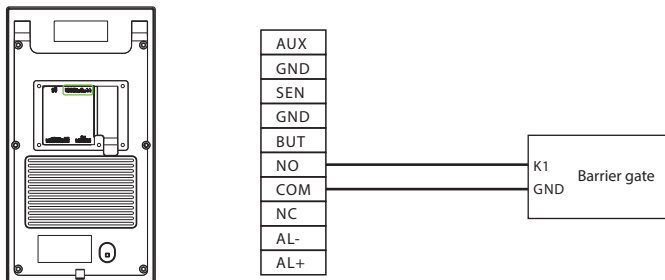 AUX
GND
SEN
GND
BUT
NO
COM
NC
AL-
AL+
K1
GND
Barrier gate